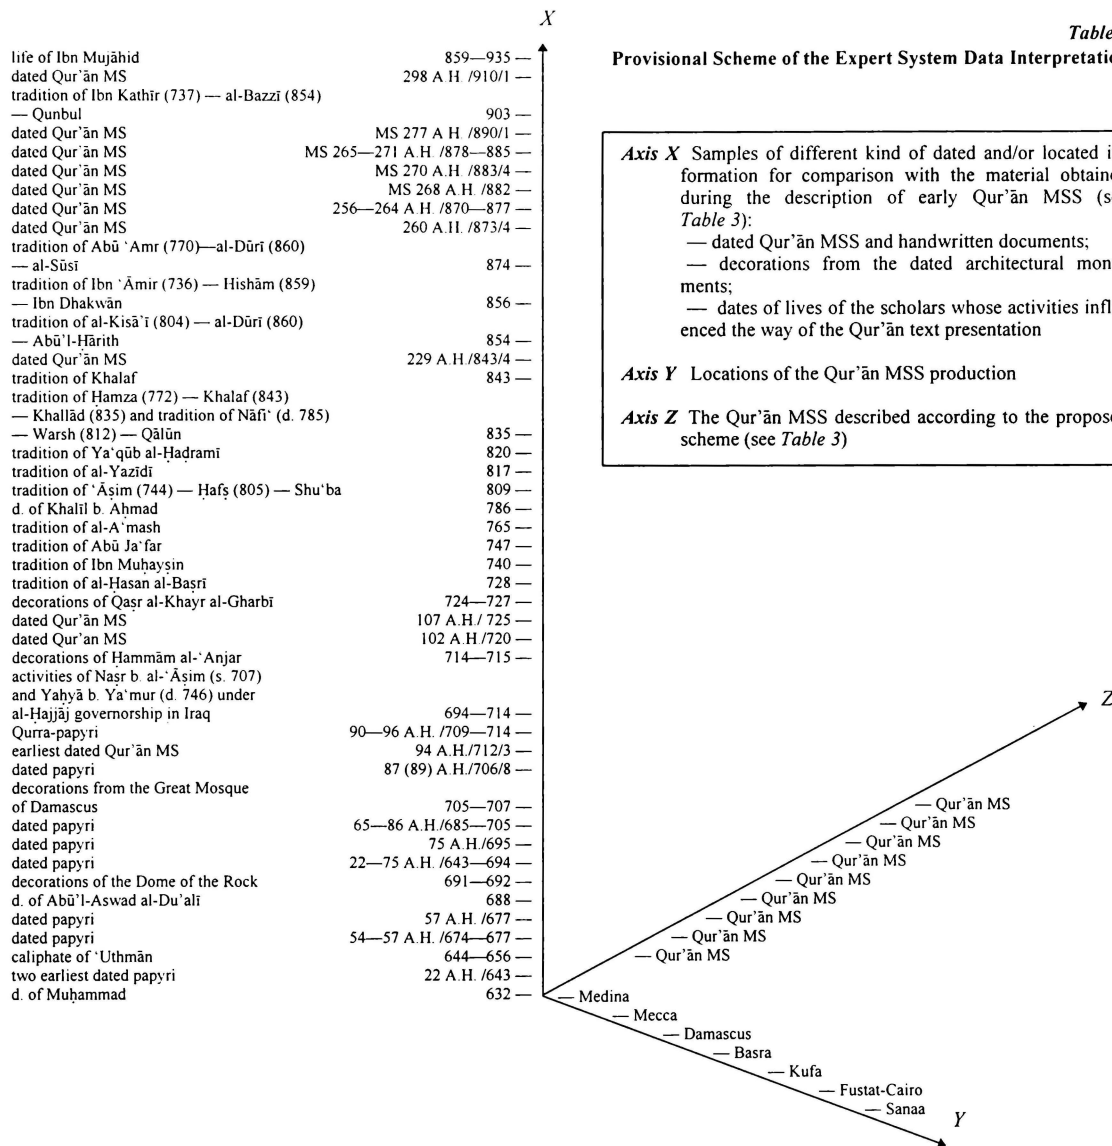 X
Table
Provisional Scheme of the Expert System Data Interpretatio
life of Ibn Mujāhid 859—935 —
dated Qur'ān MS 298 A.H. /910/1 —
tradition of Ibn Kathīr (737) — al-Bazzī (854)
— Qunbul 903 —
dated Qur'ān MS MS 277 A H. /890/1 —
dated Qur'ān MS MS 265—271 A.H. /878—885 —
dated Qur'ān MS MS 270 A.H. /883/4 —
dated Qur'ān MS MS 268 A.H. /882 —
dated Qur'ān MS 256—264 A.H. /870—877 —
dated Qur'ān MS 260 A.H. /873/4 —
tradition of Abū ‘Amr (770)—al-Dūrī (860)
— al-Sūsī 874 —
tradition of Ibn ‘Āmir (736) — Hishām (859)
— Ibn Dhakwān 856 —
tradition of al-Kisā'ī (804) — al-Dūrī (860)
— Abū'l-Ḥārith 854 —
dated Qur'ān MS 229 A.H./843/4 —
tradition of Khalaf 843 —
tradition of Ḥamza (772) — Khalaf (843)
— Khallād (835) and tradition of Nāfi‘ (d. 785)
— Warsh (812) — Qālūn 835 —
tradition of Ya‘qūb al-Ḥaḍramī 820 —
tradition of al-Yazīdī 817 —
tradition of ‘Āṣim (744) — Ḥafṣ (805) — Shu‘ba 809 —
d. of Khalīl b. Aḥmad 786 —
tradition of al-A‘mash 765 —
tradition of Abū Ja‘far 747 —
tradition of Ibn Muḥayṣin 740 —
tradition of al-Ḥasan al-Baṣrī 728 —
decorations of Qaṣr al-Khayr al-Gharbī 724—727 —
dated Qur'ān MS 107 A.H./ 725 —
dated Qur'an MS 102 A.H./720 —
decorations of Ḥammām al-‘Anjar 714—715 —
activities of Naṣr b. al-‘Āṣim (s. 707)
and Yaḥyā b. Ya‘mur (d. 746) under
al-Ḥajjāj governorship in Iraq 694—714 —
Qurra-papyri 90—96 A.H. /709—714 —
earliest dated Qur'ān MS 94 A.H./712/3 —
dated papyri 87 (89) A.H./706/8 —
decorations from the Great Mosque
of Damascus 705—707 —
dated papyri 65—86 A.H./685—705 —
dated papyri 75 A.H./695 —
dated papyri 22—75 A.H. /643—694 —
decorations of the Dome of the Rock 691—692 —
d. of Abū'l-Aswad al-Du'alī 688 —
dated papyri 57 A.H. /677 —
dated papyri 54—57 A.H. /674—677 —
caliphate of ‘Uthmān 644—656 —
two earliest dated papyri 22 A.H. /643 —
d. of Muḥammad 632 —
Axis X Samples of different kind of dated and/or located i
formation for comparison with the material obtaine
during the description of early Qur'ān MSS (se
Table 3):
— dated Qur'ān MSS and handwritten documents;
— decorations from the dated architectural mon
ments;
— dates of lives of the scholars whose activities infl
enced the way of the Qur'ān text presentation
Axis Y Locations of the Qur'ān MSS production
Axis Z The Qur'ān MSS described according to the propose
scheme (see Table 3)
Z
— Qur'ān MS
— Qur'ān MS
— Qur'ān MS
— Qur'ān MS
— Qur'ān MS
— Qur'ān MS
— Qur'ān MS
— Qur'ān MS
— Qur'ān MS
— Medina
— Mecca
— Damascus
— Basra
— Kufa
— Fustat-Cairo
— Sanaa
Y